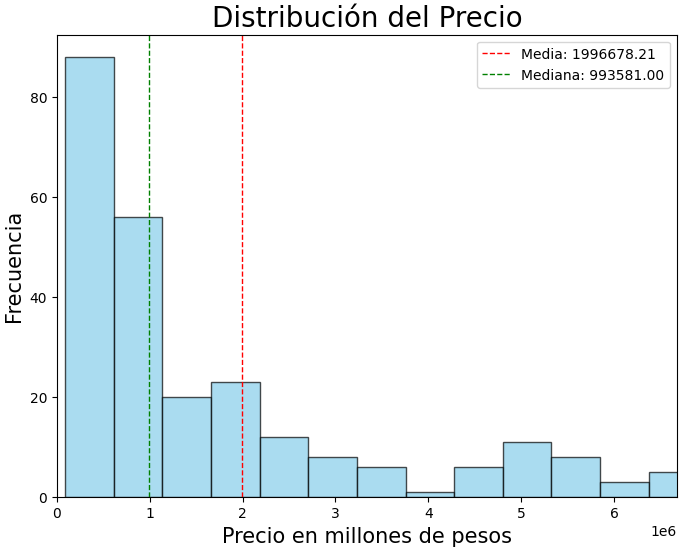 Distribución del Precio
Media: 1996678.21
Mediana: 993581.00
Frecuencia
80
60
40
20
0
0 1 2 3 4 5 6
1e6
Precio en millones de pesos